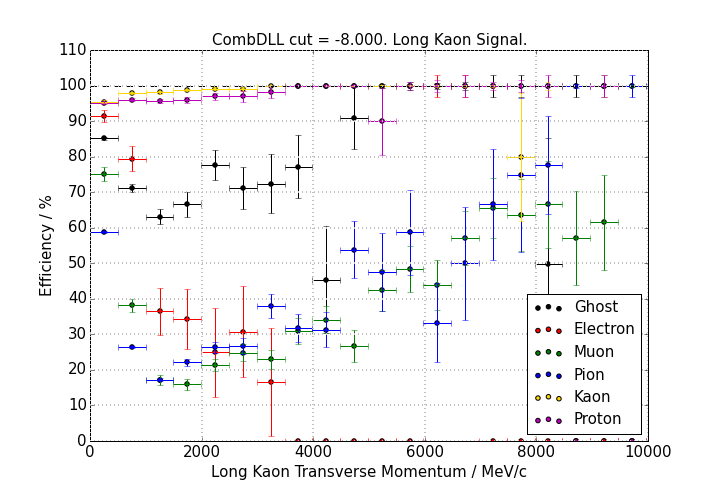 CombDLL cut = -8.000. Long Kaon Signal.
110
100
90
80
70
60
50
40
30
20
10
0
Efficiency / %
Ghost
Electron
Muon
Pion
Kaon
Proton
0 2000 4000 6000 8000 10000
Long Kaon Transverse Momentum / MeV/c